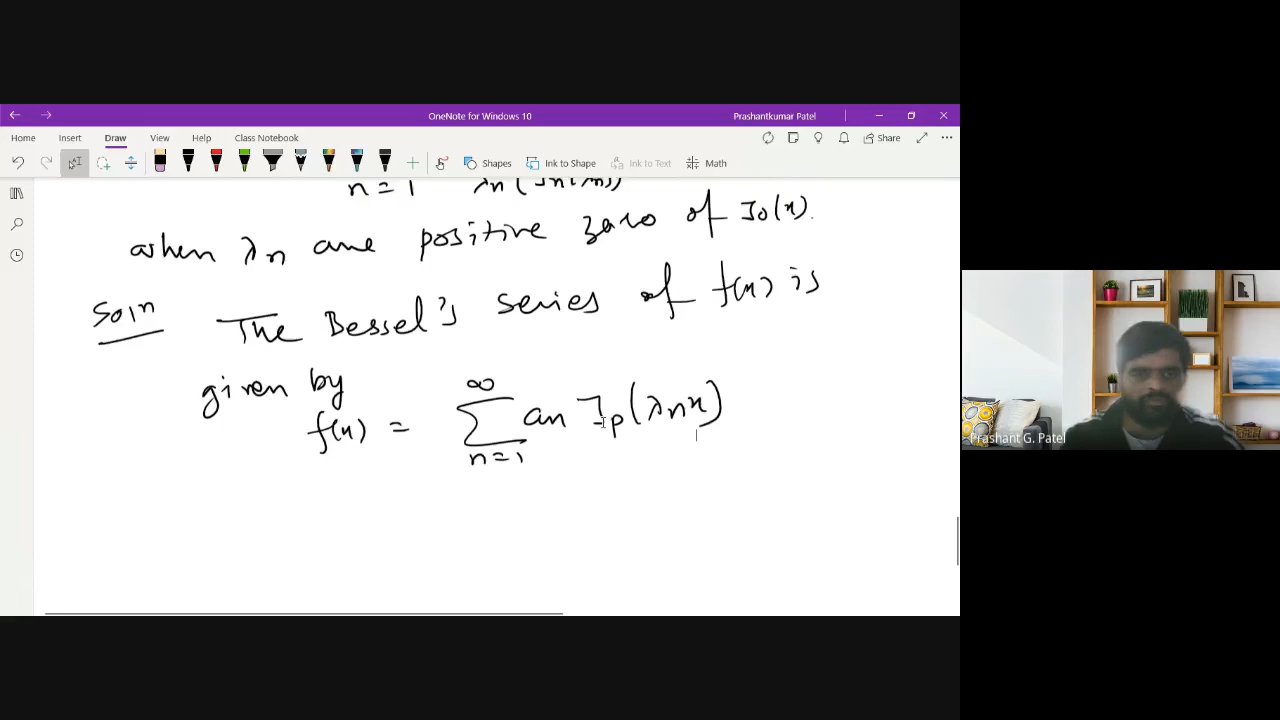 OneNote for Windows 10
Prashantkumar Patel
Home Insert Draw View Help Class Notebook
Share
Shapes Ink to Shape Ink to Text Math
n = 1
when λn are positive zero of J0(x).
Soln The Bessel's series of f(x) is
given by
f(x) = ∞∑n=1 an Jp(λnx)
Prashant G. Patel